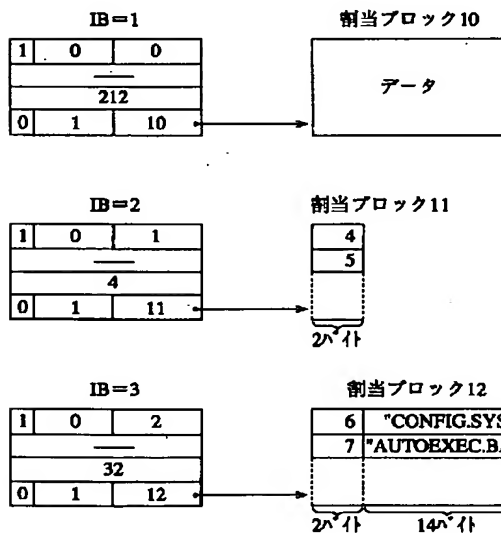 IB=1
割当ブロック10
1 0 0
データ
212
0 1 10
IB=2
割当ブロック11
1 0 1
4
5
4
0 1 11
2バイト
IB=3
割当ブロック12
1 0 2
6 "CONFIG.SYS
7 "AUTOEXEC.BA
32
0 1 12
2バイト 14バイト